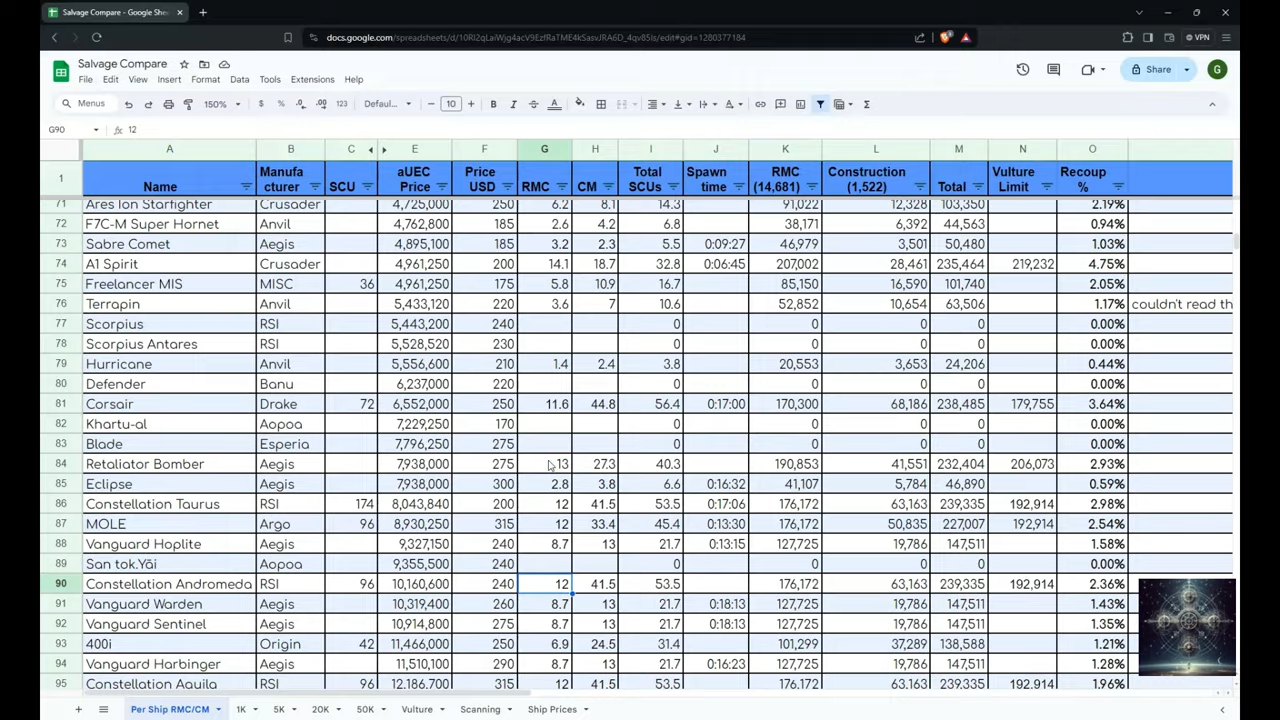 Salvage Compare - Google She
docs.google.com/spreadsheets/d/10Rl2qLaiWjg4acV9EzfRaTME4kSasvJRA6D_4qv85Is/edit#gid=1280377184
VPN
Salvage Compare
File Edit View Insert Format Data Tools Extensions Help
Share G
Menus 150% $ % .0 .00 123 Defaul... 10 B I A
G90 fx 12
A B C E F G H I J K L M N O
1 Name Manufa cturer SCU aUEC Price Price USD RMC CM Total SCUs Spawn time RMC (14,681) Construction (1,522) Total Vulture Limit Recoup %
71 Ares Ion Starfighter Crusader 4,725,000 250 6.2 8.1 14.3 91,022 12,328 103,350 2.19%
72 F7C-M Super Hornet Anvil 4,762,800 185 2.6 4.2 6.8 38,171 6,392 44,563 0.94%
73 Sabre Comet Aegis 4,895,100 185 3.2 2.3 5.5 0:09:27 46,979 3,501 50,480 1.03%
74 A1 Spirit Crusader 4,961,250 200 14.1 18.7 32.8 0:06:45 207,002 28,461 235,464 219,232 4.75%
75 Freelancer MIS MISC 36 4,961,250 175 5.8 10.9 16.7 85,150 16,590 101,740 2.05%
76 Terrapin Anvil 5,433,120 220 3.6 7 10.6 52,852 10,654 63,506 1.17% couldn't read th
77 Scorpius RSI 5,443,200 240 0 0 0 0 0.00%
78 Scorpius Antares RSI 5,528,520 230 0 0 0 0 0.00%
79 Hurricane Anvil 5,556,600 210 1.4 2.4 3.8 20,553 3,653 24,206 0.44%
80 Defender Banu 6,237,000 220 0 0 0 0 0.00%
81 Corsair Drake 72 6,552,000 250 11.6 44.8 56.4 0:17:00 170,300 68,186 238,485 179,755 3.64%
82 Khartu-al Aopoa 7,229,250 170 0 0 0 0 0.00%
83 Blade Esperia 7,796,250 275 0 0 0 0 0.00%
84 Retaliator Bomber Aegis 7,938,000 275 13 27.3 40.3 190,853 41,551 232,404 206,073 2.93%
85 Eclipse Aegis 7,938,000 300 2.8 3.8 6.6 0:16:32 41,107 5,784 46,890 0.59%
86 Constellation Taurus RSI 174 8,043,840 200 12 41.5 53.5 0:17:06 176,172 63,163 239,335 192,914 2.98%
87 MOLE Argo 96 8,930,250 315 12 33.4 45.4 0:13:30 176,172 50,835 227,007 192,914 2.54%
88 Vanguard Hoplite Aegis 9,327,150 240 8.7 13 21.7 0:13:15 127,725 19,786 147,511 1.58%
89 San tok.Yāi Aopoa 9,355,500 240 0 0 0 0 0.00%
90 Constellation Andromeda RSI 96 10,160,600 240 12 41.5 53.5 176,172 63,163 239,335 192,914 2.36%
91 Vanguard Warden Aegis 10,319,400 260 8.7 13 21.7 0:18:13 127,725 19,786 147,511 1.43%
92 Vanguard Sentinel Aegis 10,914,800 275 8.7 13 21.7 0:18:13 127,725 19,786 147,511 1.35%
93 400i Origin 42 11,466,000 250 6.9 24.5 31.4 101,299 37,289 138,588 1.21%
94 Vanguard Harbinger Aegis 11,510,100 290 8.7 13 21.7 0:16:23 127,725 19,786 147,511 1.28%
95 Constellation Aquila RSI 96 12,186,700 315 12 41.5 53.5 176,172 63,163 239,335 192,914 1.96%
Per Ship RMC/CM 1K 5K 20K 50K Vulture Scanning Ship Prices